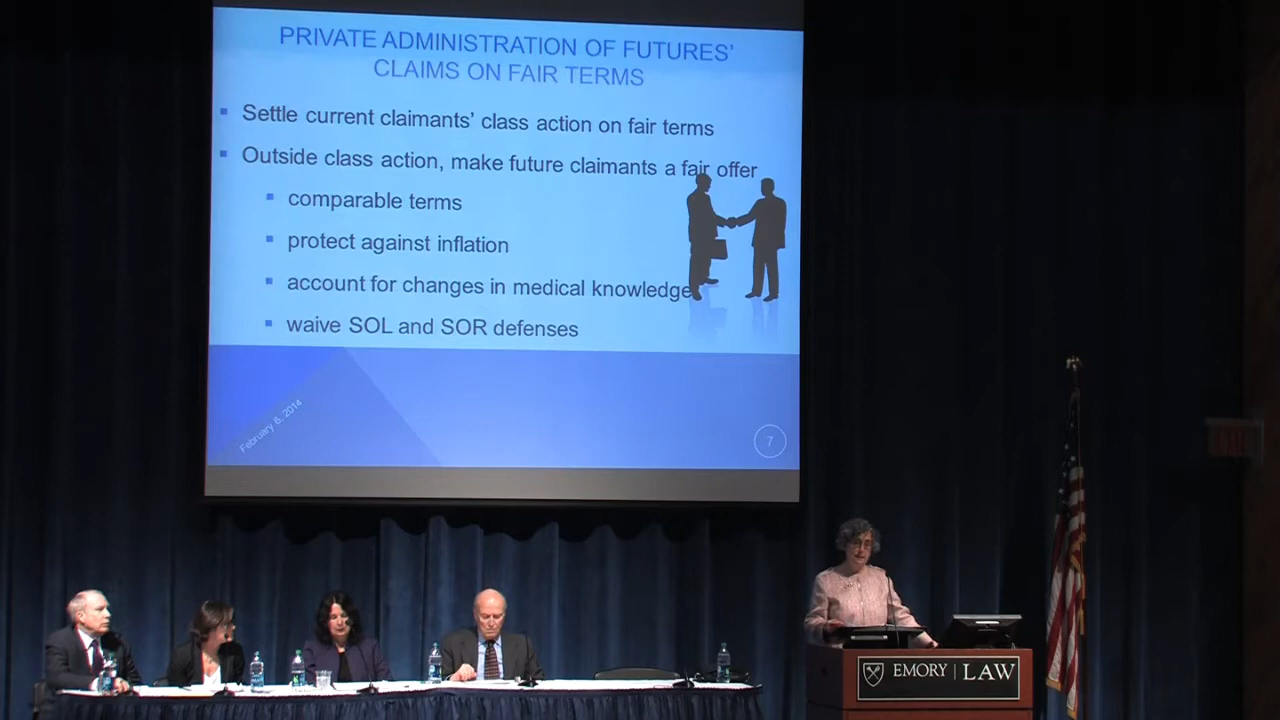 PRIVATE ADMINISTRATION OF FUTURES'
CLAIMS ON FAIR TERMS
Settle current claimants' class action on fair terms
Outside class action, make future claimants a fair offer
comparable terms
protect against inflation
account for changes in medical knowledge
waive SOL and SOR defenses
February 6, 2014
7
EMORY | LAW